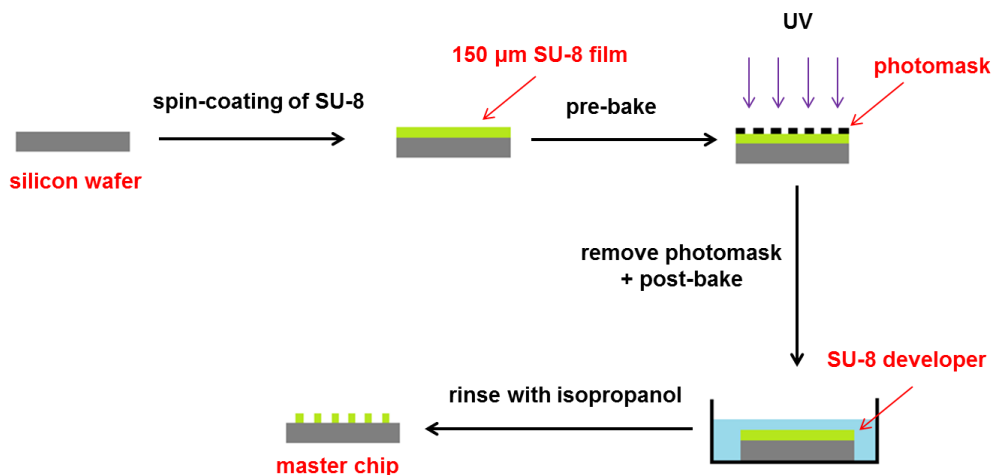 UV
150 µm SU-8 film
photomask
spin-coating of SU-8
pre-bake
silicon wafer
remove photomask
+ post-bake
SU-8 developer
rinse with isopropanol
master chip